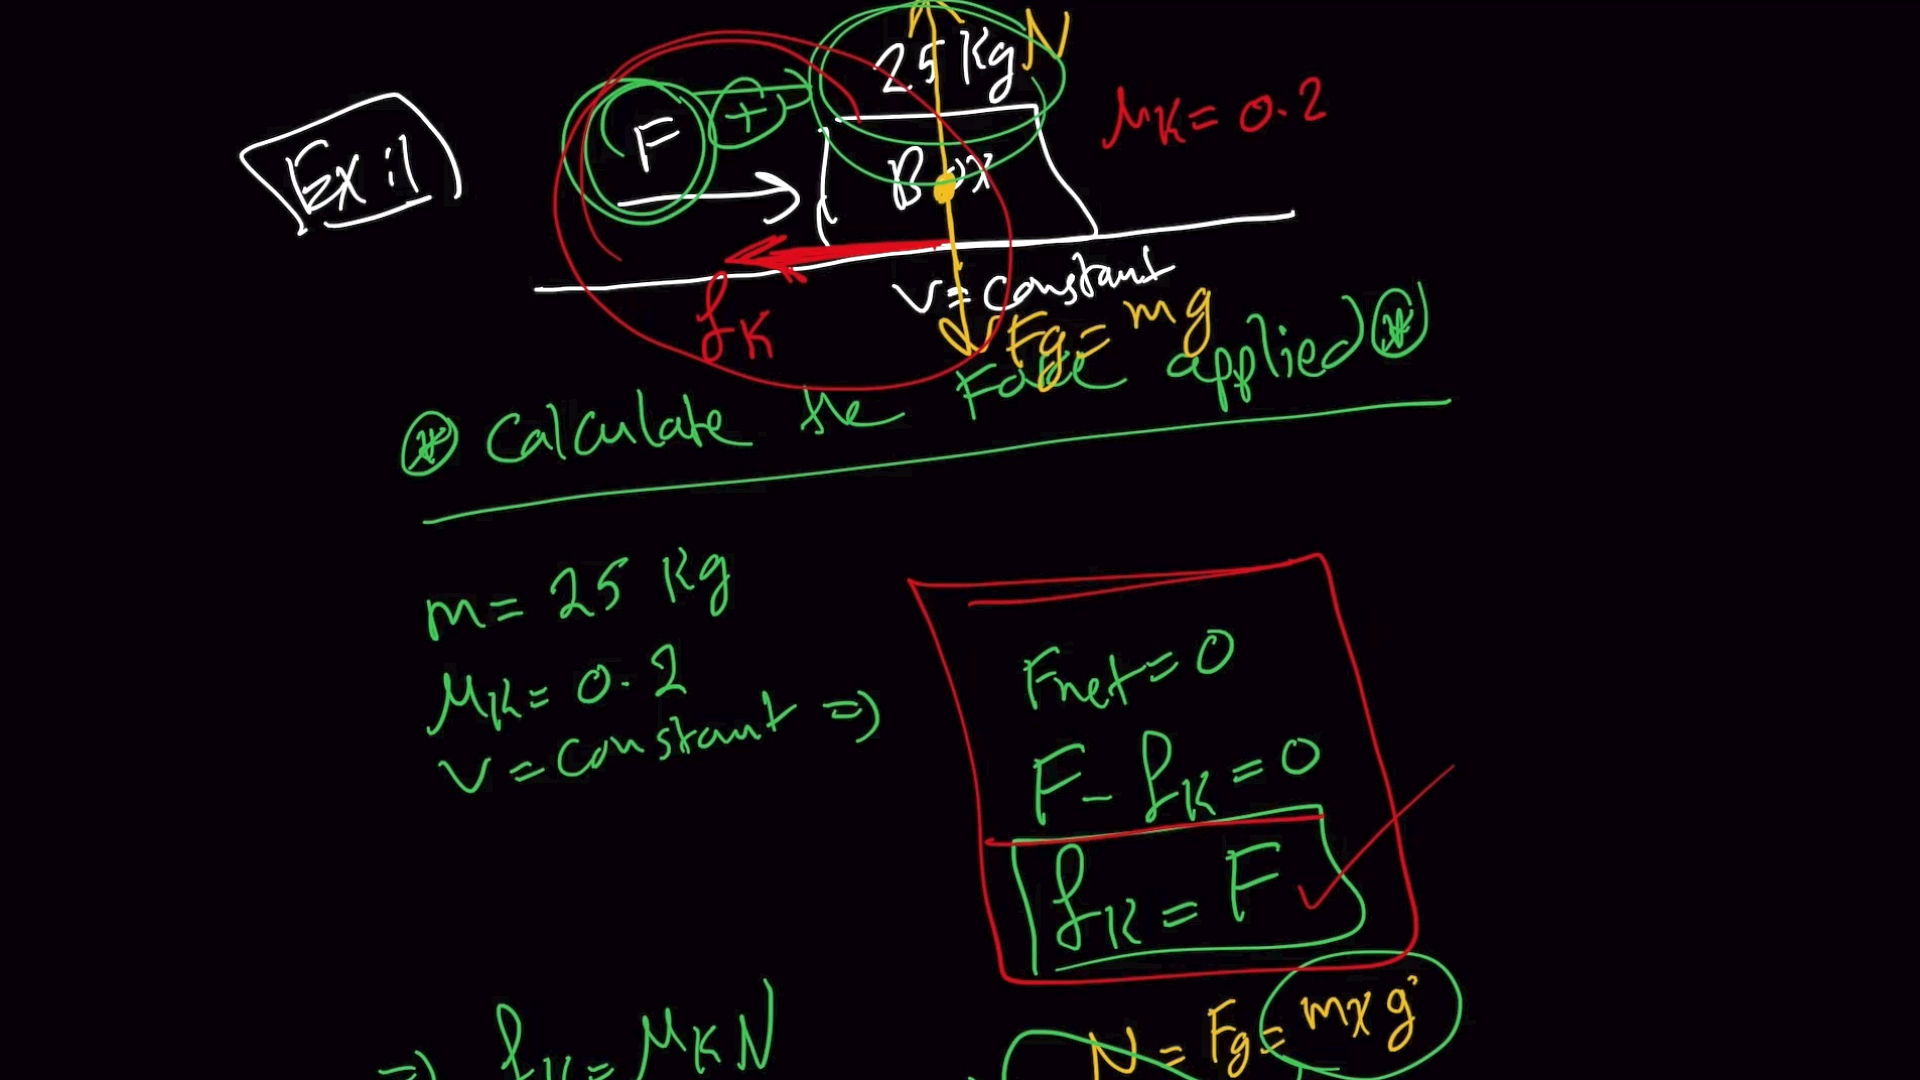 25 Kg N
Ex:1
F +
μK = 0.2
Box
V = constant
fK
Fg = mg
* Calculate the Force applied *
m = 25 Kg
μK = 0.2
V = constant ⇒
Fnet = 0
F - fK = 0
fK = F
⇒ fK = μK N
N = Fg = m x g